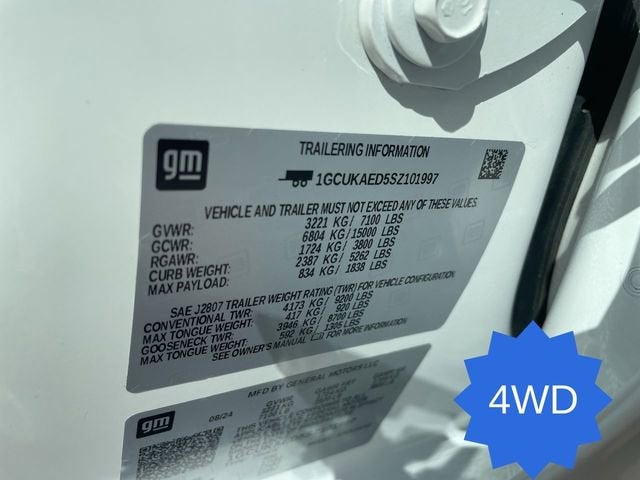 gm
TRAILERING INFORMATION
1GCUKAED5SZ101997
VEHICLE AND TRAILER MUST NOT EXCEED ANY OF THESE VALUES
GVWR: 3221 KG/ 7100 LBS
GCWR: 6804 KG/15000 LBS
RGAWR: 1724 KG/ 3800 LBS
CURB WEIGHT: 2387 KG/ 5262 LBS
MAX PAYLOAD: 834 KG/ 1838 LBS
SAE J2807 TRAILER WEIGHT RATING (TWR) FOR VEHICLE CONFIGURATION
CONVENTIONAL TWR: 4173 KG/ 9200 LBS
MAX TONGUE WEIGHT: 417 KG/ 920 LBS
GOOSENECK TWR: 3946 KG/ 8700 LBS
MAX TONGUE WEIGHT: 592 KG/ 1305 LBS
SEE OWNER'S MANUAL FOR MORE INFORMATION
gm
MFD BY GENERAL MOTORS LLC
08/24
GVWR
4WD